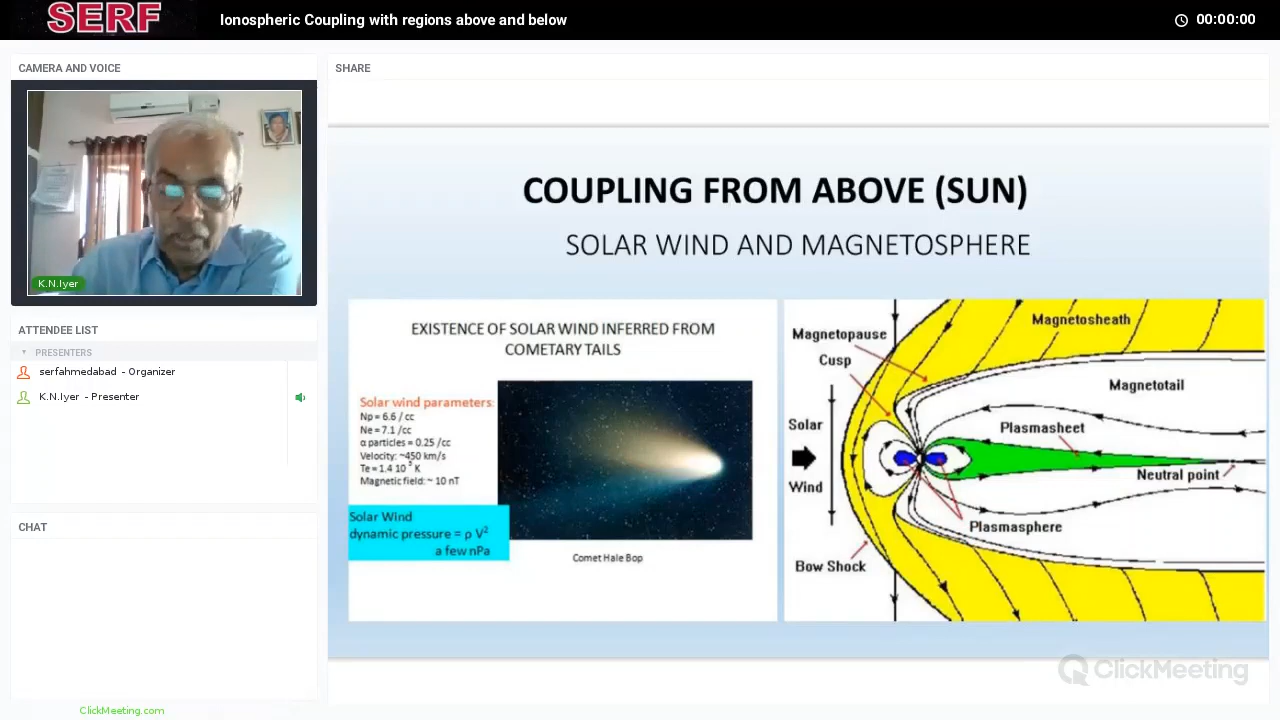 SERF
Ionospheric Coupling with regions above and below
00:00:00
CAMERA AND VOICE
K.N.Iyer
ATTENDEE LIST
PRESENTERS
serfahmedabad - Organizer
K.N.Iyer - Presenter
CHAT
ClickMeeting.com
SHARE
COUPLING FROM ABOVE (SUN)
SOLAR WIND AND MAGNETOSPHERE
EXISTENCE OF SOLAR WIND INFERRED FROM
COMETARY TAILS
Solar wind parameters:
Np = 6.6 / cc
Ne = 7.1 /cc
α particles = 0.25 /cc
Velocity: ~450 km/s
Te = 1.4 10⁵ K
Magnetic field: ~ 10 nT
Solar Wind
dynamic pressure = ρ V²
a few nPa
Comet Hale Bop
Magnetosheath
Magnetopause
Cusp
Magnetotail
Solar
Plasmasheet
Wind
Neutral point
Plasmasphere
Bow Shock
ClickMeeting